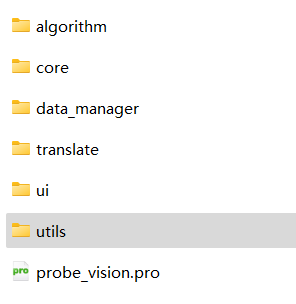 algorithm
core
data_manager
translate
ui
utils
pro
probe_vision.pro